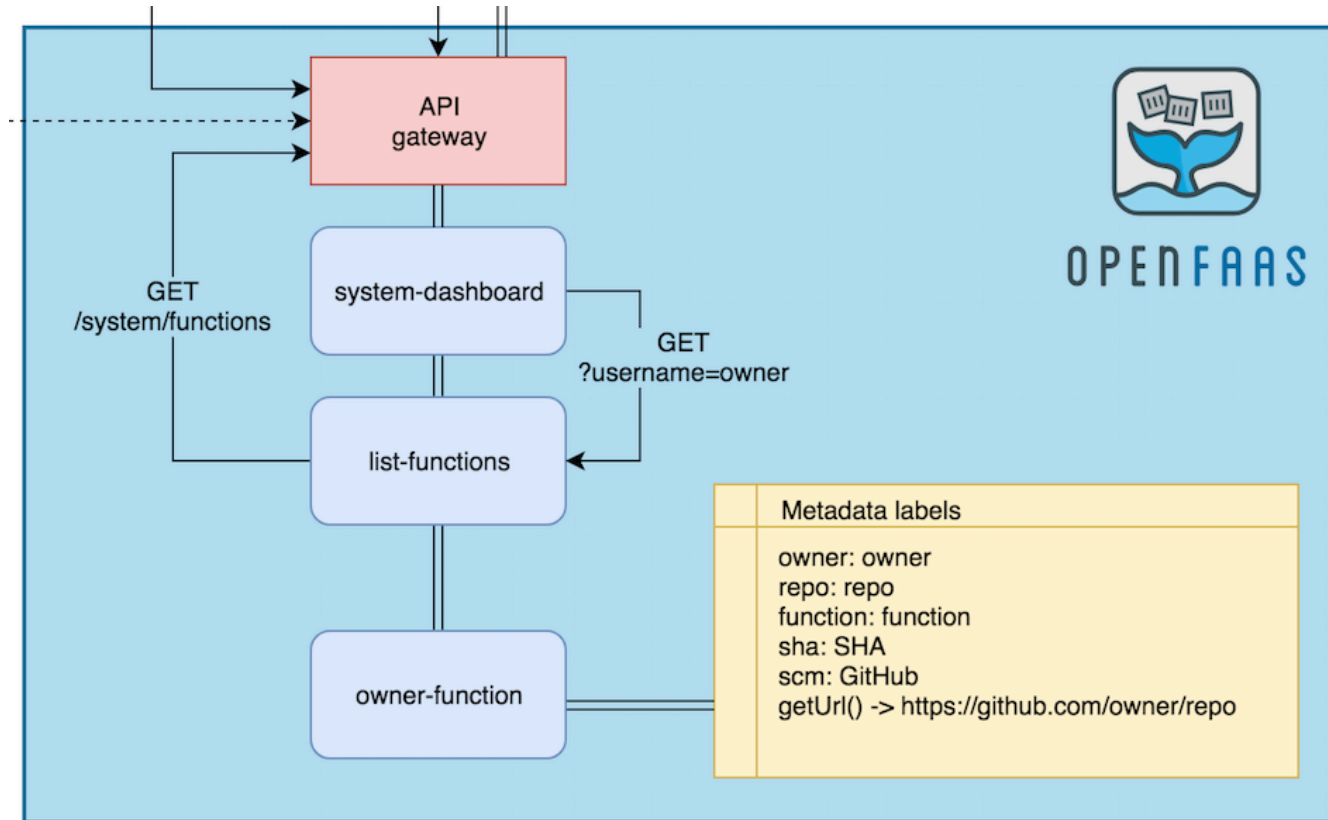 API
gateway
OPENFAAS
system-dashboard
GET
/system/functions
GET
?username=owner
list-functions
Metadata labels
owner: owner
repo: repo
function: function
sha: SHA
scm: GitHub
getUrl() -> https://github.com/owner/repo
owner-function